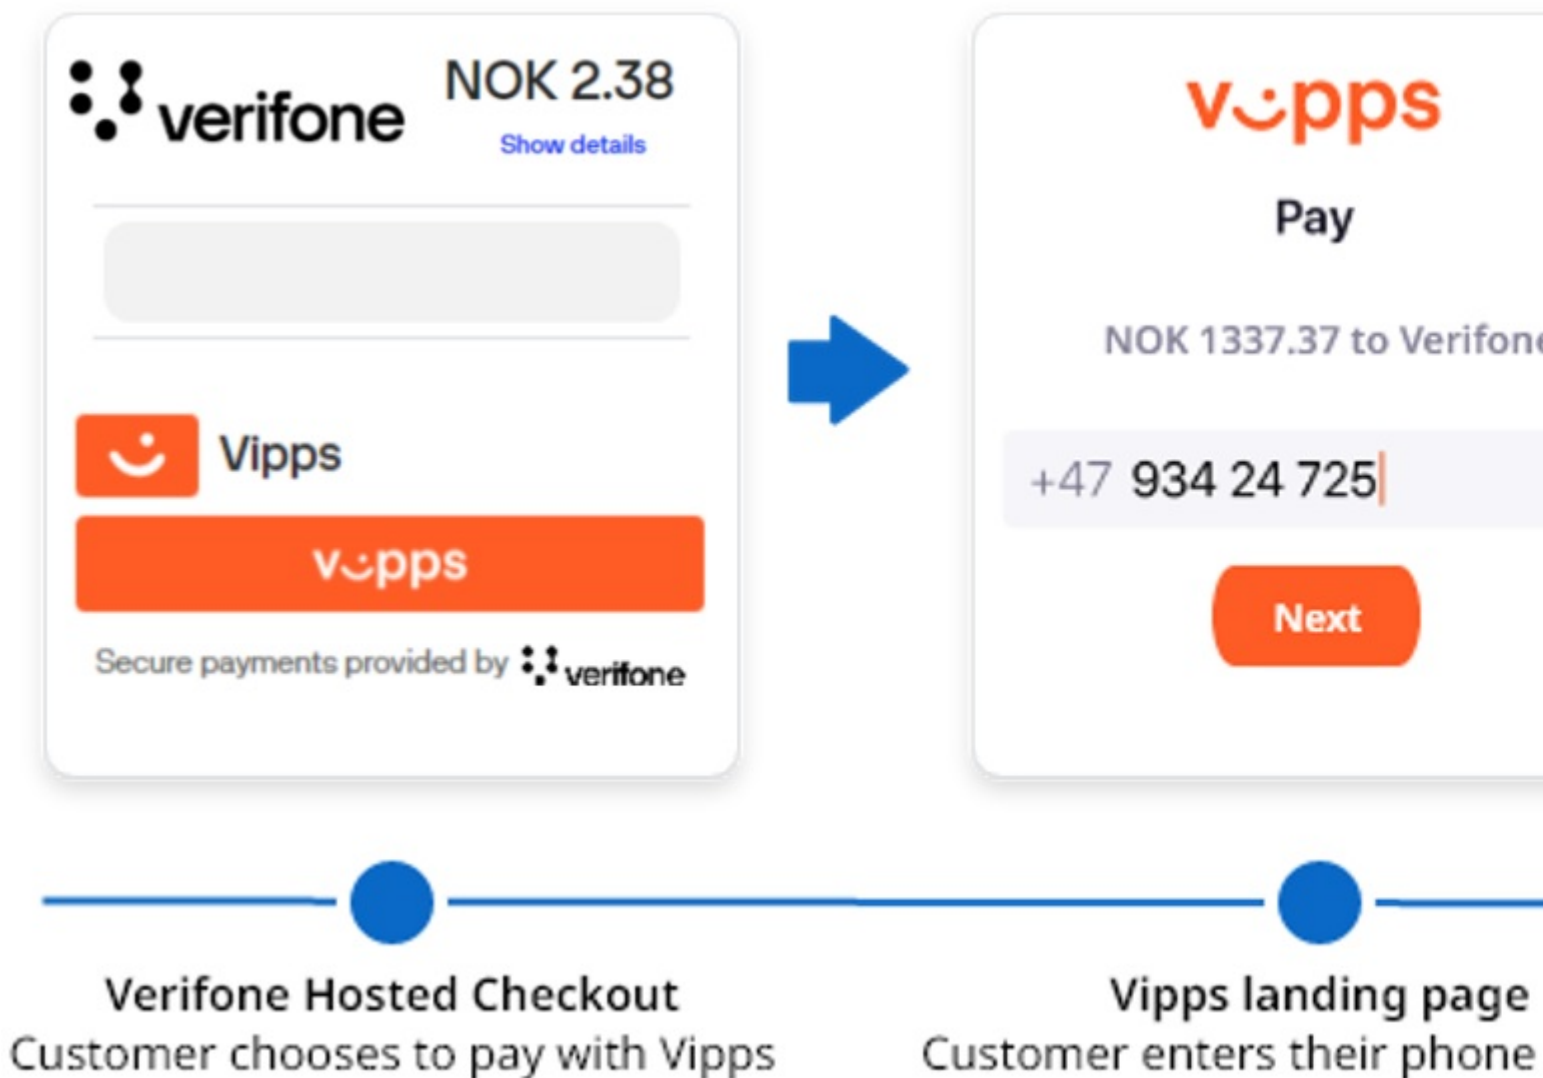 verifone
NOK 2.38
Show details
Vipps
vipps
Secure payments provided by verifone
vipps
Pay
NOK 1337.37 to Verifone
+47 934 24 725
Next
Verifone Hosted Checkout
Customer chooses to pay with Vipps
Vipps landing page
Customer enters their phone